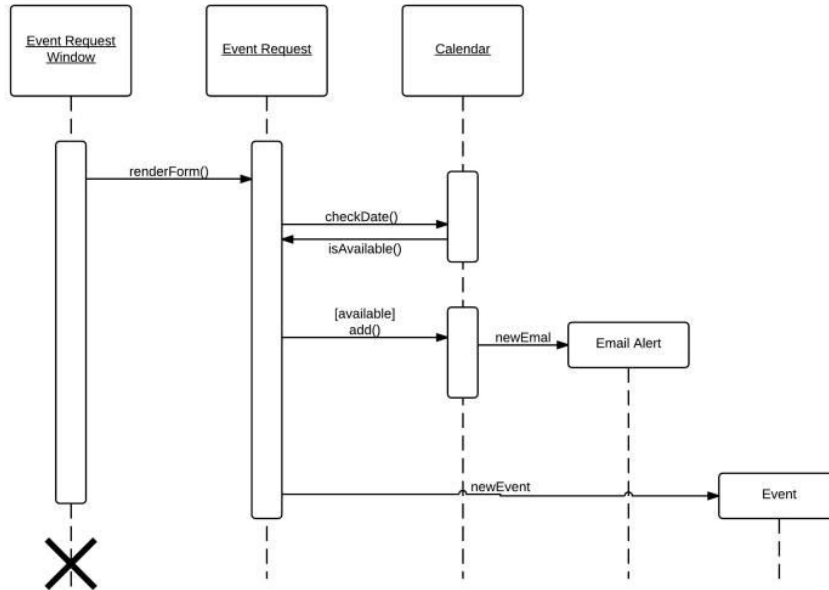 Event Request
Window
Event Request
Calendar
renderForm()
checkDate()
isAvailable()
[available]
add()
newEmal
Email Alert
newEvent
Event